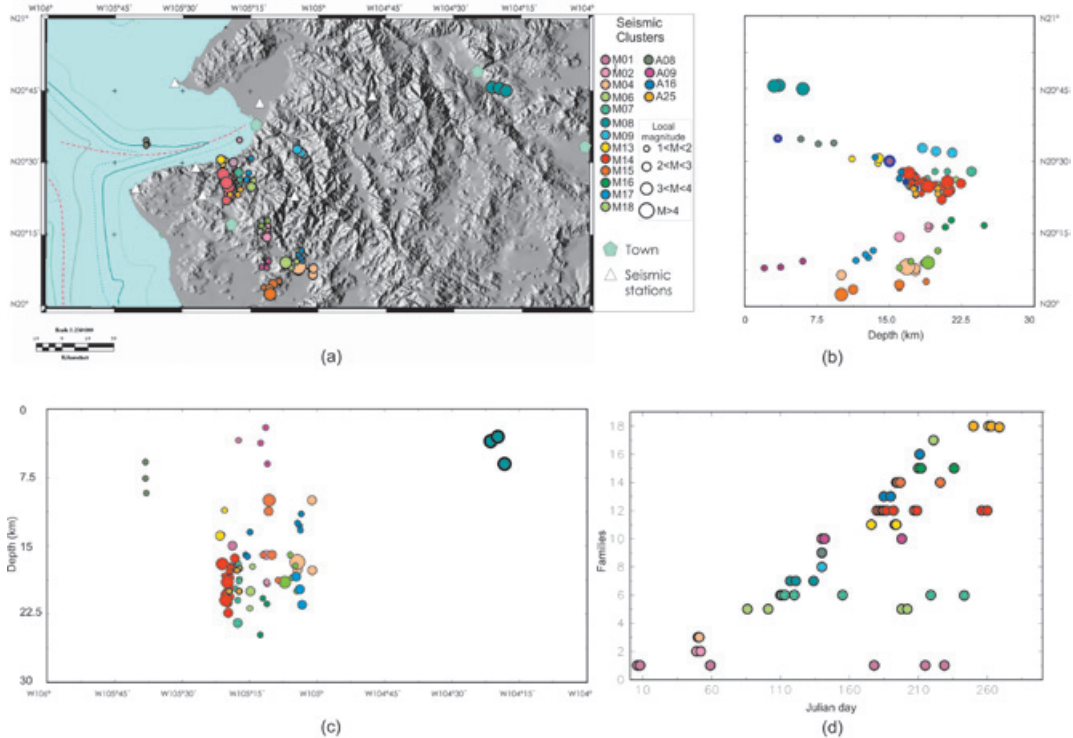 W106° W105°45´ W105°30´ W105°15´ W105° W104°45´ W104°30´ W104°15´ W104°
N21°
N20°45´
N20°30´
N20°15´
N20°
Kilometers
(a)
Seismic
Clusters
M01 A08
M02 A09
M04 A16
M06 A25
M07
M08
M09
M13
M14
M15
M16
M17
M18
Local
magnitude
1<M<2
2<M<3
3<M<4
M>4
Town
Seismic
stations
N21°
N20°45´
N20°30´
N20°15´
N20°
0 7.5 15.0 22.5 30
Depth (km)
(b)
0
7.5
15
22.5
30
Depth (km)
W106° W105°45´ W105°30´ W105°15´ W105° W104°45´ W104°30´ W104°15´ W104°
(c)
18
16
14
12
10
8
6
4
2
0
Families
10 60 110 160 210 260
Julian day
(d)